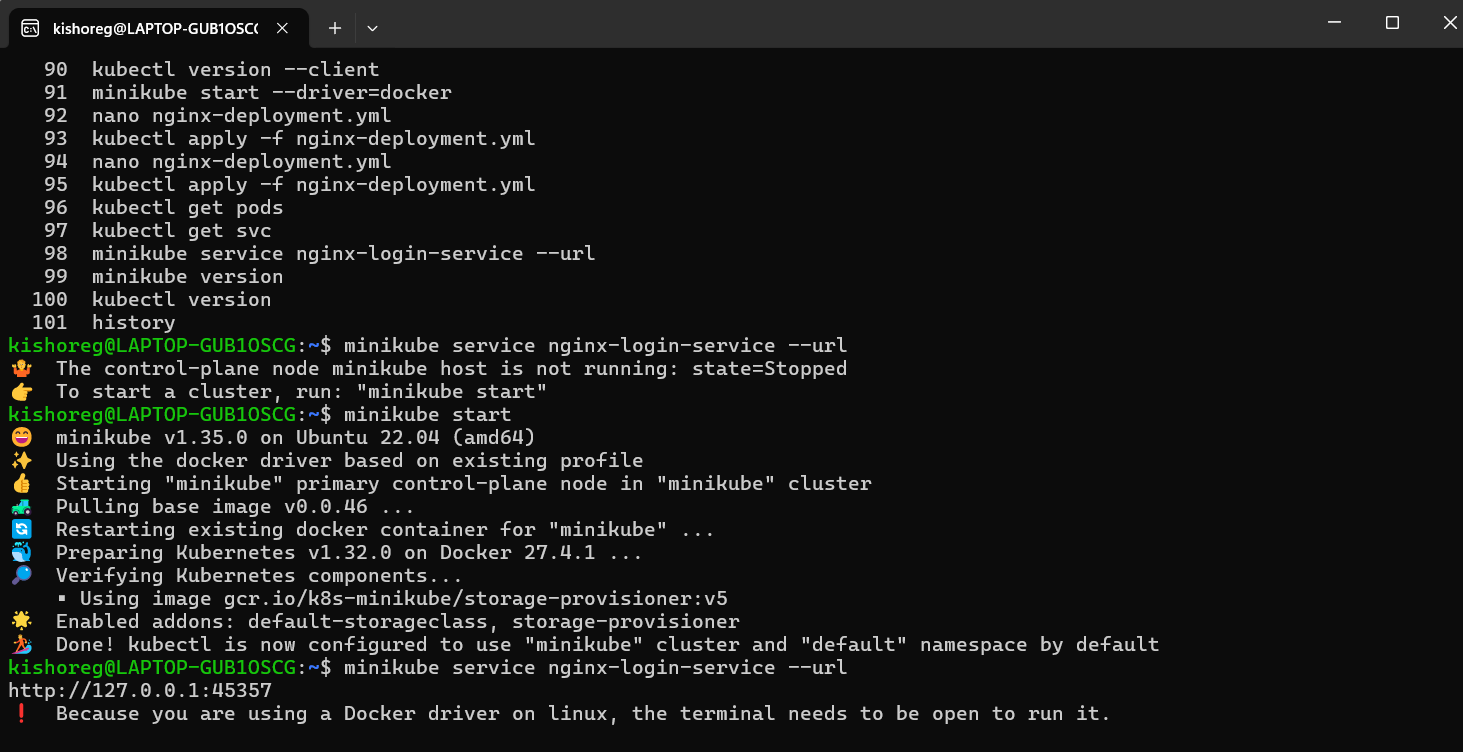 kishoreg@LAPTOP-GUB1OSC
90  kubectl version --client
91  minikube start --driver=docker
92  nano nginx-deployment.yml
93  kubectl apply -f nginx-deployment.yml
94  nano nginx-deployment.yml
95  kubectl apply -f nginx-deployment.yml
96  kubectl get pods
97  kubectl get svc
98  minikube service nginx-login-service --url
99  minikube version
100  kubectl version
101  history
kishoreg@LAPTOP-GUB1OSCG:~$ minikube service nginx-login-service --url
🤷  The control-plane node minikube host is not running: state=Stopped
👉  To start a cluster, run: "minikube start"
kishoreg@LAPTOP-GUB1OSCG:~$ minikube start
😄  minikube v1.35.0 on Ubuntu 22.04 (amd64)
✨  Using the docker driver based on existing profile
👍  Starting "minikube" primary control-plane node in "minikube" cluster
🚜  Pulling base image v0.0.46 ...
🔄  Restarting existing docker container for "minikube" ...
🐳  Preparing Kubernetes v1.32.0 on Docker 27.4.1 ...
🔎  Verifying Kubernetes components...
▪ Using image gcr.io/k8s-minikube/storage-provisioner:v5
🌟  Enabled addons: default-storageclass, storage-provisioner
🏄  Done! kubectl is now configured to use "minikube" cluster and "default" namespace by default
kishoreg@LAPTOP-GUB1OSCG:~$ minikube service nginx-login-service --url
http://127.0.0.1:45357
❗  Because you are using a Docker driver on linux, the terminal needs to be open to run it.